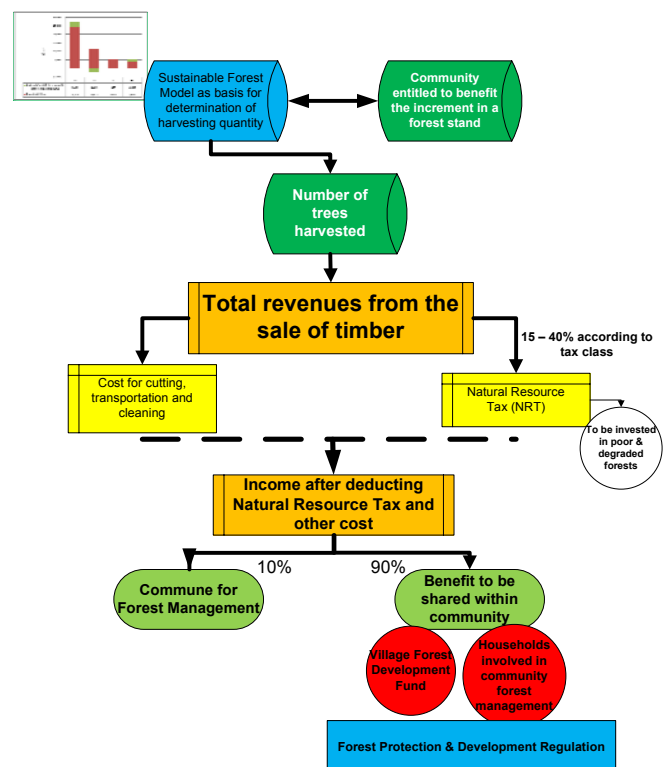 Sustainable Forest
Model as basis for
determination of
harvesting quantity
Community
entitled to benefit
the increment in a
forest stand
Number of
trees
harvested
Total revenues from the
sale of timber
15 – 40% according to
tax class
Cost for cutting,
transportation and
cleaning
Natural Resource
Tax (NRT)
To be invested
in poor &
degraded
forests
Income after deducting
Natural Resource Tax and
other cost
10%
90%
Commune for
Forest Management
Benefit to be
shared within
community
Village Forest
Development
Fund
Households
Involved in
community
forest
management
Forest Protection & Development Regulation